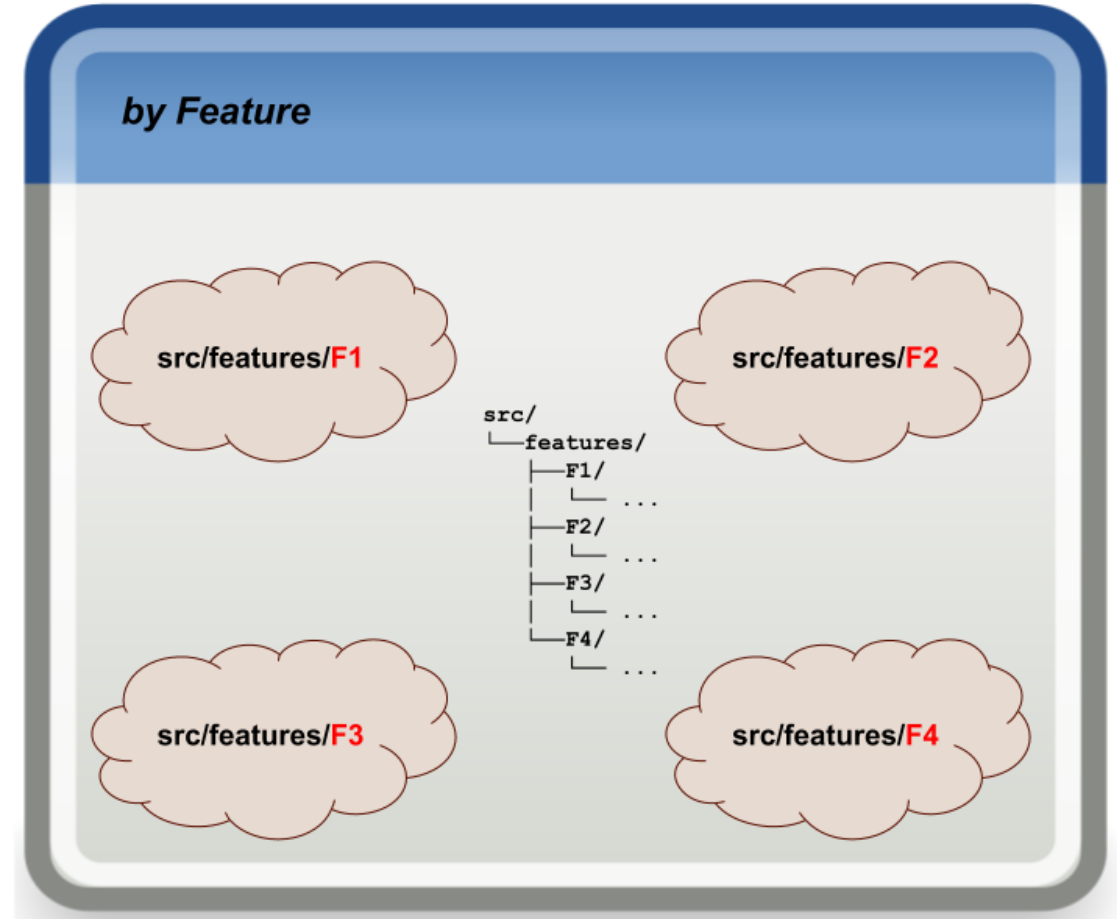 by Feature
src/features/F1
src/features/F2
src/
└──features/
   ├──F1/
   │  └── ...
   ├──F2/
   │  └── ...
   ├──F3/
   │  └── ...
   └──F4/
      └── ...
src/features/F3
src/features/F4